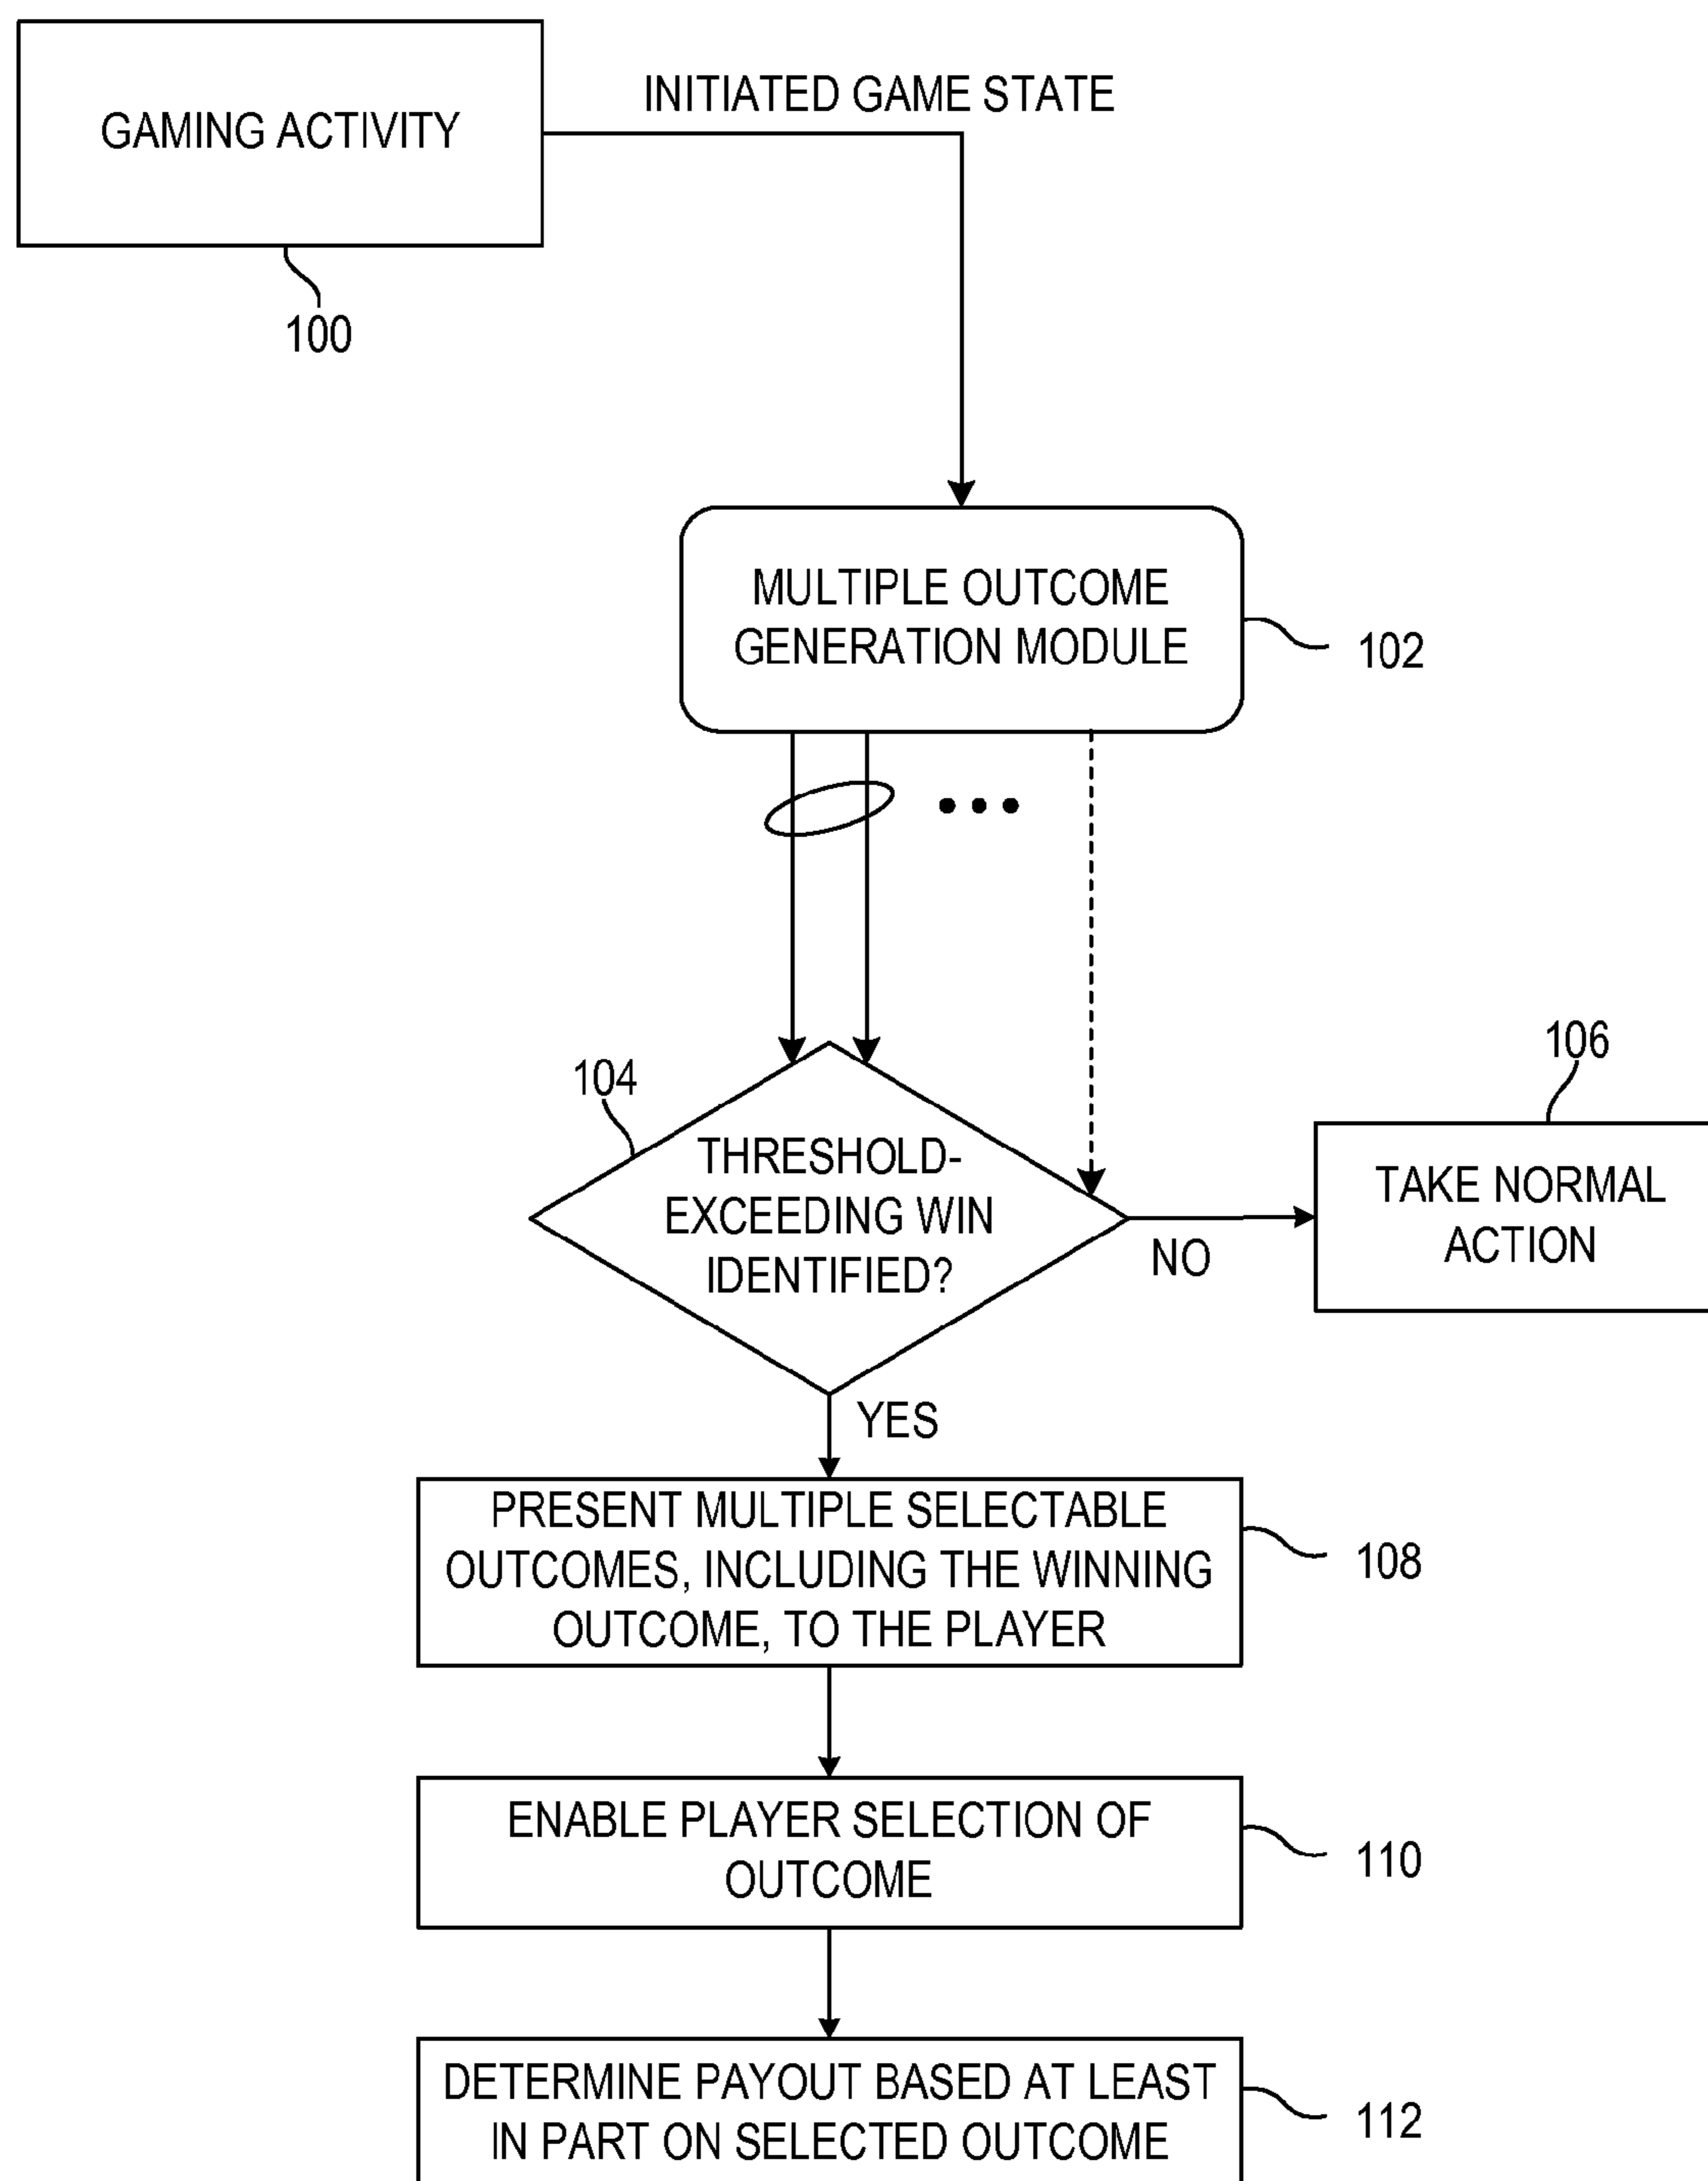 GAMING ACTIVITY
INITIATED GAME STATE
100
MULTIPLE OUTCOME
GENERATION MODULE
102
104
THRESHOLD-
EXCEEDING WIN
IDENTIFIED?
106
TAKE NORMAL
ACTION
NO
YES
PRESENT MULTIPLE SELECTABLE
OUTCOMES, INCLUDING THE WINNING
OUTCOME, TO THE PLAYER
108
ENABLE PLAYER SELECTION OF
OUTCOME
110
DETERMINE PAYOUT BASED AT LEAST
IN PART ON SELECTED OUTCOME
112